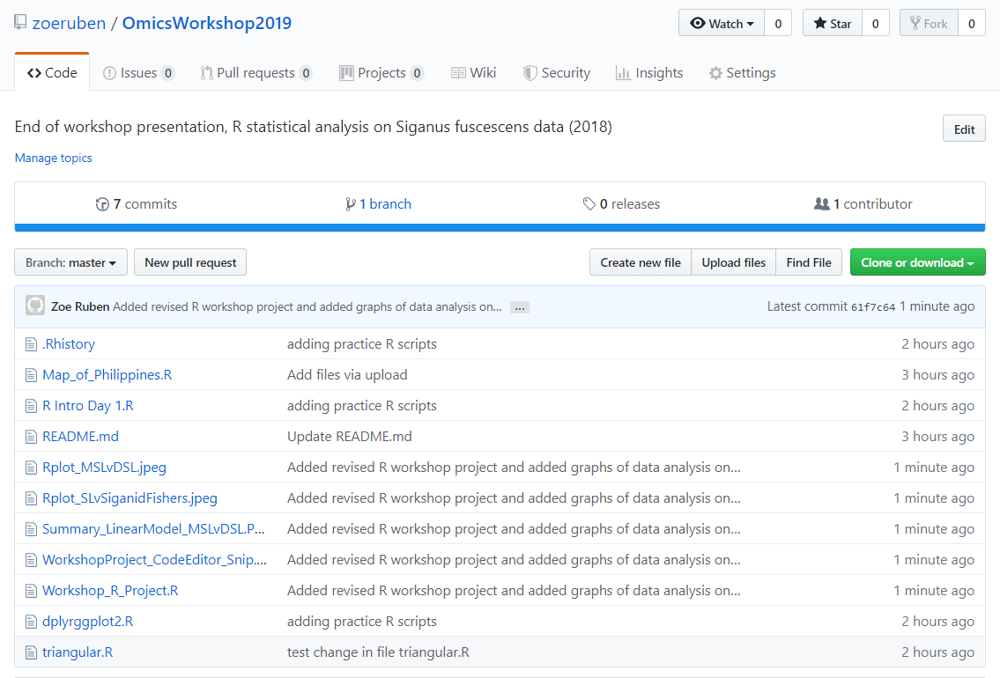 zoeruben / OmicsWorkshop2019 Watch 0 Star 0 Fork 0
Code Issues 0 Pull requests 0 Projects 0 Wiki Security Insights Settings
End of workshop presentation, R statistical analysis on Siganus fuscescens data (2018) Edit
Manage topics
7 commits 1 branch 0 releases 1 contributor
Branch: master New pull request Create new file Upload files Find File Clone or download
Zoe Ruben Added revised R workshop project and added graphs of data analysis on... ... Latest commit 61f7c64 1 minute ago
.Rhistory adding practice R scripts 2 hours ago
Map_of_Philippines.R Add files via upload 3 hours ago
R Intro Day 1.R adding practice R scripts 2 hours ago
README.md Update README.md 3 hours ago
Rplot_MSLvDSL.jpeg Added revised R workshop project and added graphs of data analysis on... 1 minute ago
Rplot_SLvSiganidFishers.jpeg Added revised R workshop project and added graphs of data analysis on... 1 minute ago
Summary_LinearModel_MSLvDSL.P... Added revised R workshop project and added graphs of data analysis on... 1 minute ago
WorkshopProject_CodeEditor_Snip.... Added revised R workshop project and added graphs of data analysis on... 1 minute ago
Workshop_R_Project.R Added revised R workshop project and added graphs of data analysis on... 1 minute ago
dplyrggplot2.R adding practice R scripts 2 hours ago
triangular.R test change in file triangular.R 2 hours ago